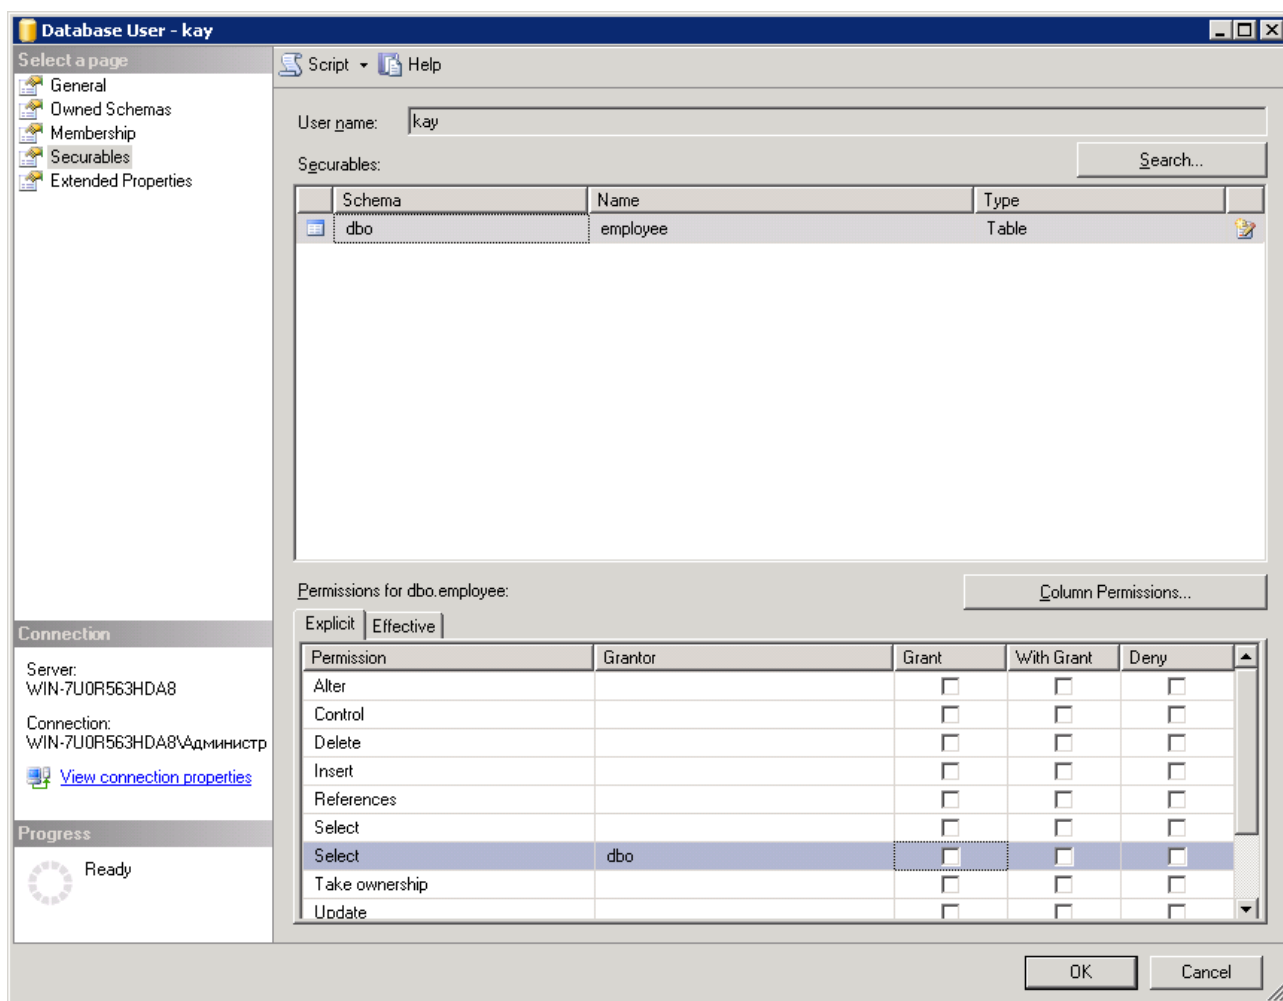 Database User - kay
Select a page
General
Owned Schemas
Membership
Securables
Extended Properties
Script Help
User name: kay
Securables: Search...
Schema Name Type
dbo employee Table
Permissions for dbo.employee: Column Permissions...
Explicit Effective
Permission Grantor Grant With Grant Deny
Alter
Control
Delete
Insert
References
Select
Select dbo
Take ownership
Update
Connection
Server:
WIN-7U0R563HDA8
Connection:
WIN-7U0R563HDA8\Администр
View connection properties
Progress
Ready
OK Cancel